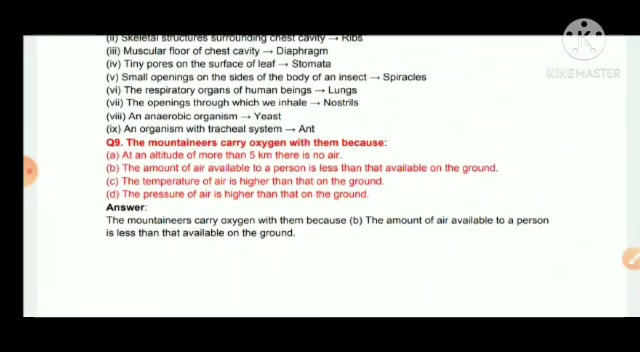 (ii) Skeletal structures surrounding chest cavity → Ribs
(iii) Muscular floor of chest cavity → Diaphragm
(iv) Tiny pores on the surface of leaf → Stomata
(v) Small openings on the sides of the body of an insect → Spiracles
(vi) The respiratory organs of human beings → Lungs
(vii) The openings through which we inhale → Nostrils
(viii) An anaerobic organism → Yeast
(ix) An organism with tracheal system → Ant
Q9. The mountaineers carry oxygen with them because:
(a) At an altitude of more than 5 km there is no air.
(b) The amount of air available to a person is less than that available on the ground.
(c) The temperature of air is higher than that on the ground.
(d) The pressure of air is higher than that on the ground.
Answer:
The mountaineers carry oxygen with them because (b) The amount of air available to a person
is less than that available on the ground.
KINEMASTER